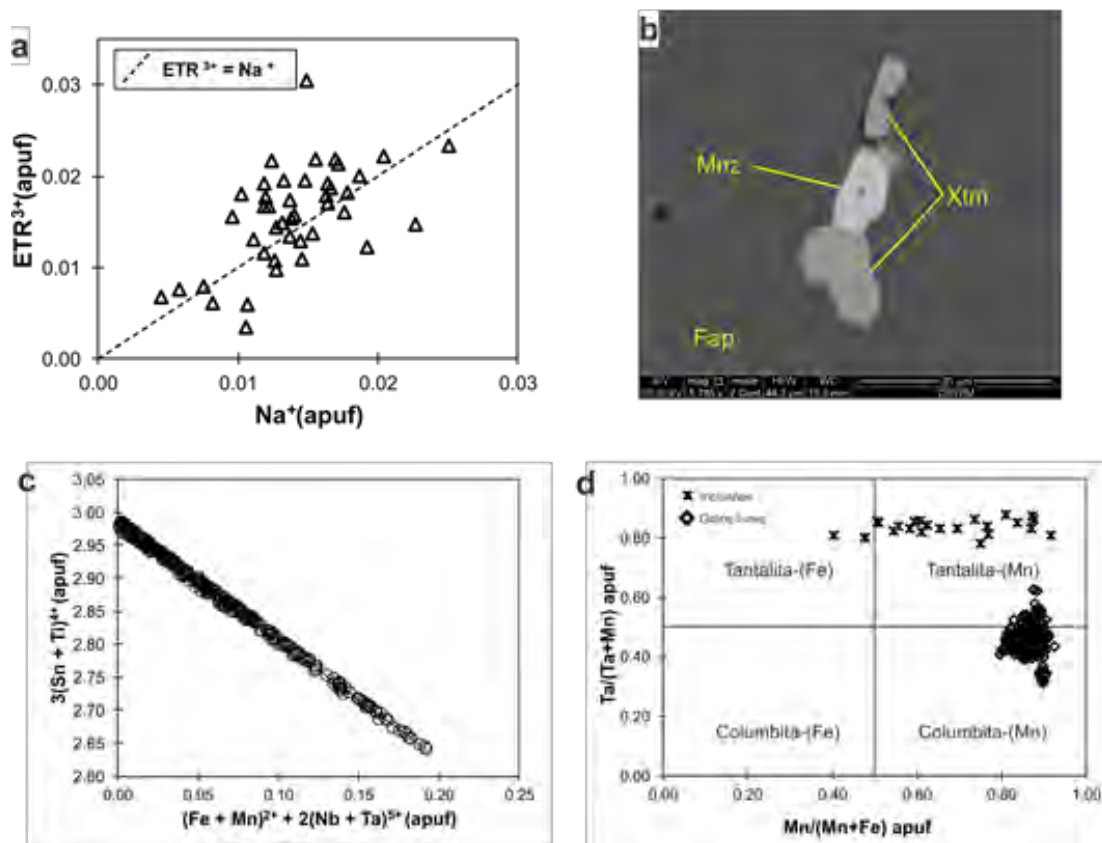 a
ETR³⁺ = Na⁺
ETR³⁺(apuf)
0.03
0.02
0.01
0.00
0.00 0.01 0.02 0.03
Na⁺(apuf)
b
Mnz
Xtm
Fap
c
3(Sn + Ti)⁴⁺ (apuf)
3.05
3.00
2.95
2.90
2.85
2.80
2.75
2.70
2.65
2.60
0.00 0.05 0.10 0.15 0.20 0.25
(Fe + Mn)²⁺ + 2(Nb + Ta)⁵⁺ (apuf)
d
Ta/(Ta+Mn) apuf
1.00
0.80
0.60
0.40
0.20
0.00
Tantalita-(Fe)
Tantalita-(Mn)
Columbita-(Fe)
Columbita-(Mn)
0.00 0.20 0.40 0.60 0.80 1.00
Mn/(Mn+Fe) apuf